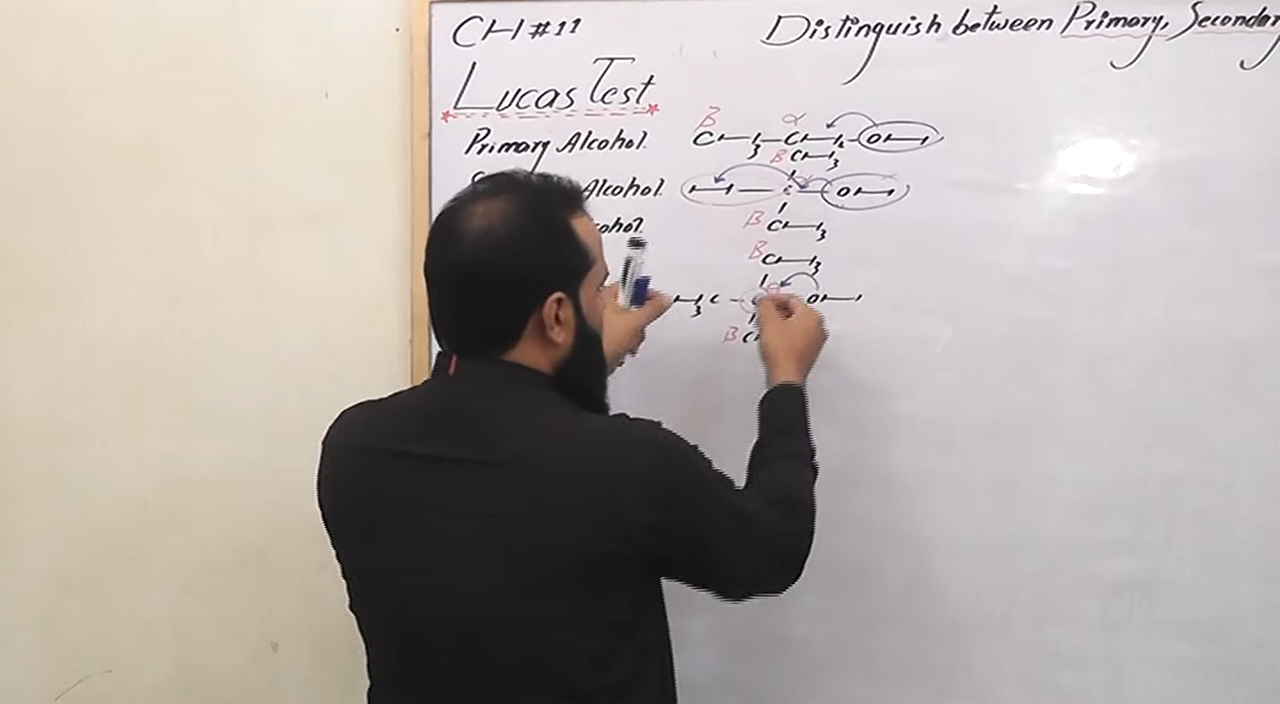 CH#11
Distinguish between Primary, Secondary
Lucas Test
Primary Alcohol.
β α
CH3—CH2—OH
β CH3
Alcohol.
H—C—OH
β CH3
β CH3
α
H3C—C—OH
β